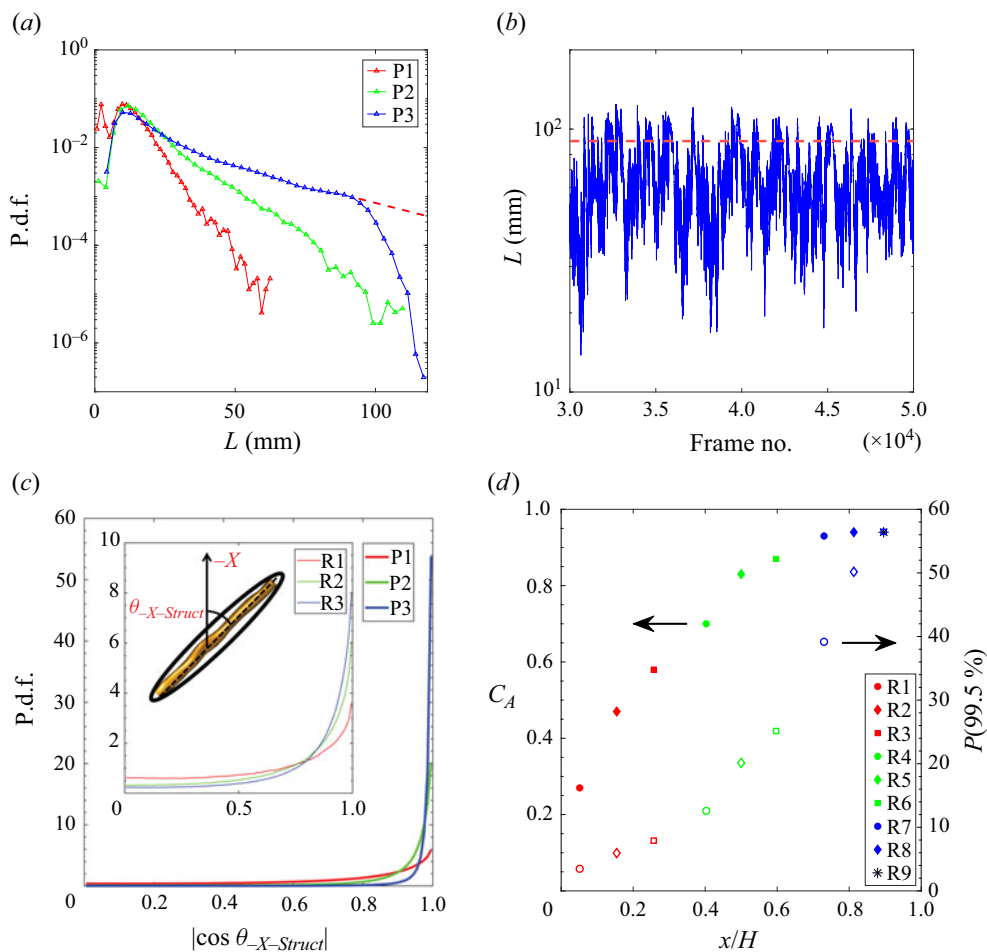 (a)
10^0
10^−2
10^−4
10^−6
P.d.f.
P1
P2
P3
0
50
100
L (mm)
(b)
10^2
10^1
L (mm)
3.0
3.5
4.0
4.5
5.0
Frame no.
(×10^4)
(c)
60
50
40
30
20
10
0
P.d.f.
10
8
6
4
2
0
0.5
1.0
−X
θ−X−Struct
R1
R2
R3
P1
P2
P3
0.2
0.4
0.6
0.8
1.0
|cos θ−X−Struct|
(d)
1.0
0.8
0.6
0.4
0.2
C_A
0
0.2
0.4
0.6
0.8
1.0
x/H
60
50
40
30
20
10
0
P(99.5 %)
R1
R2
R3
R4
R5
R6
R7
R8
R9